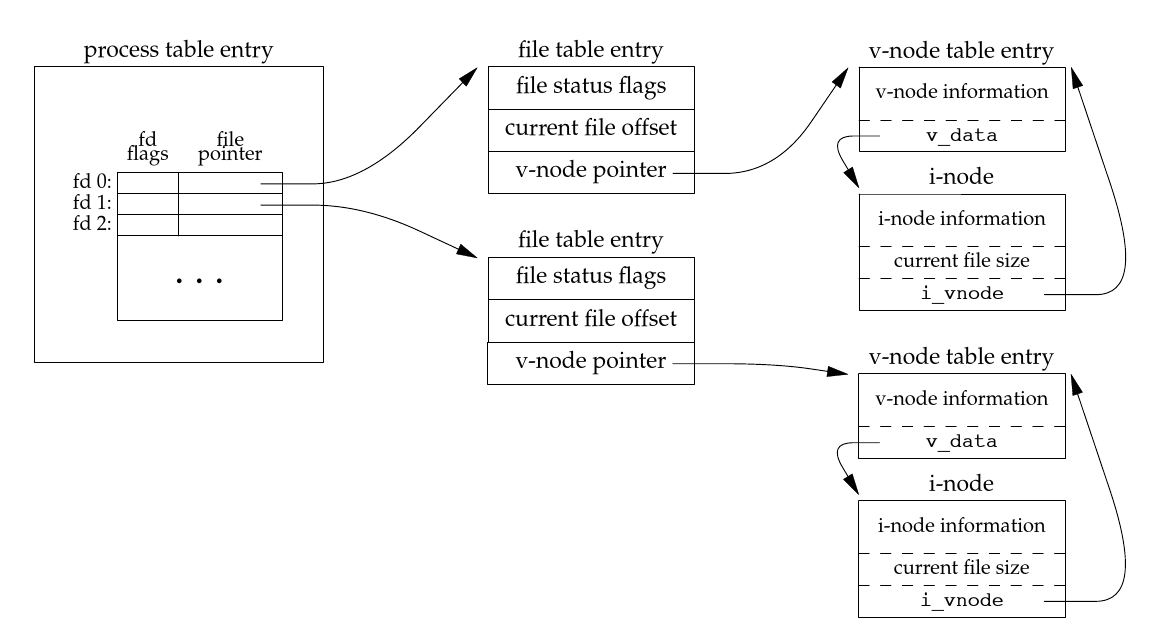 process table entry
fd
flags
file
pointer
fd 0:
fd 1:
fd 2:
. . .
file table entry
file status flags
current file offset
v-node pointer
file table entry
file status flags
current file offset
v-node pointer
v-node table entry
v-node information
v_data
i-node
i-node information
current file size
i_vnode
v-node table entry
v-node information
v_data
i-node
i-node information
current file size
i_vnode